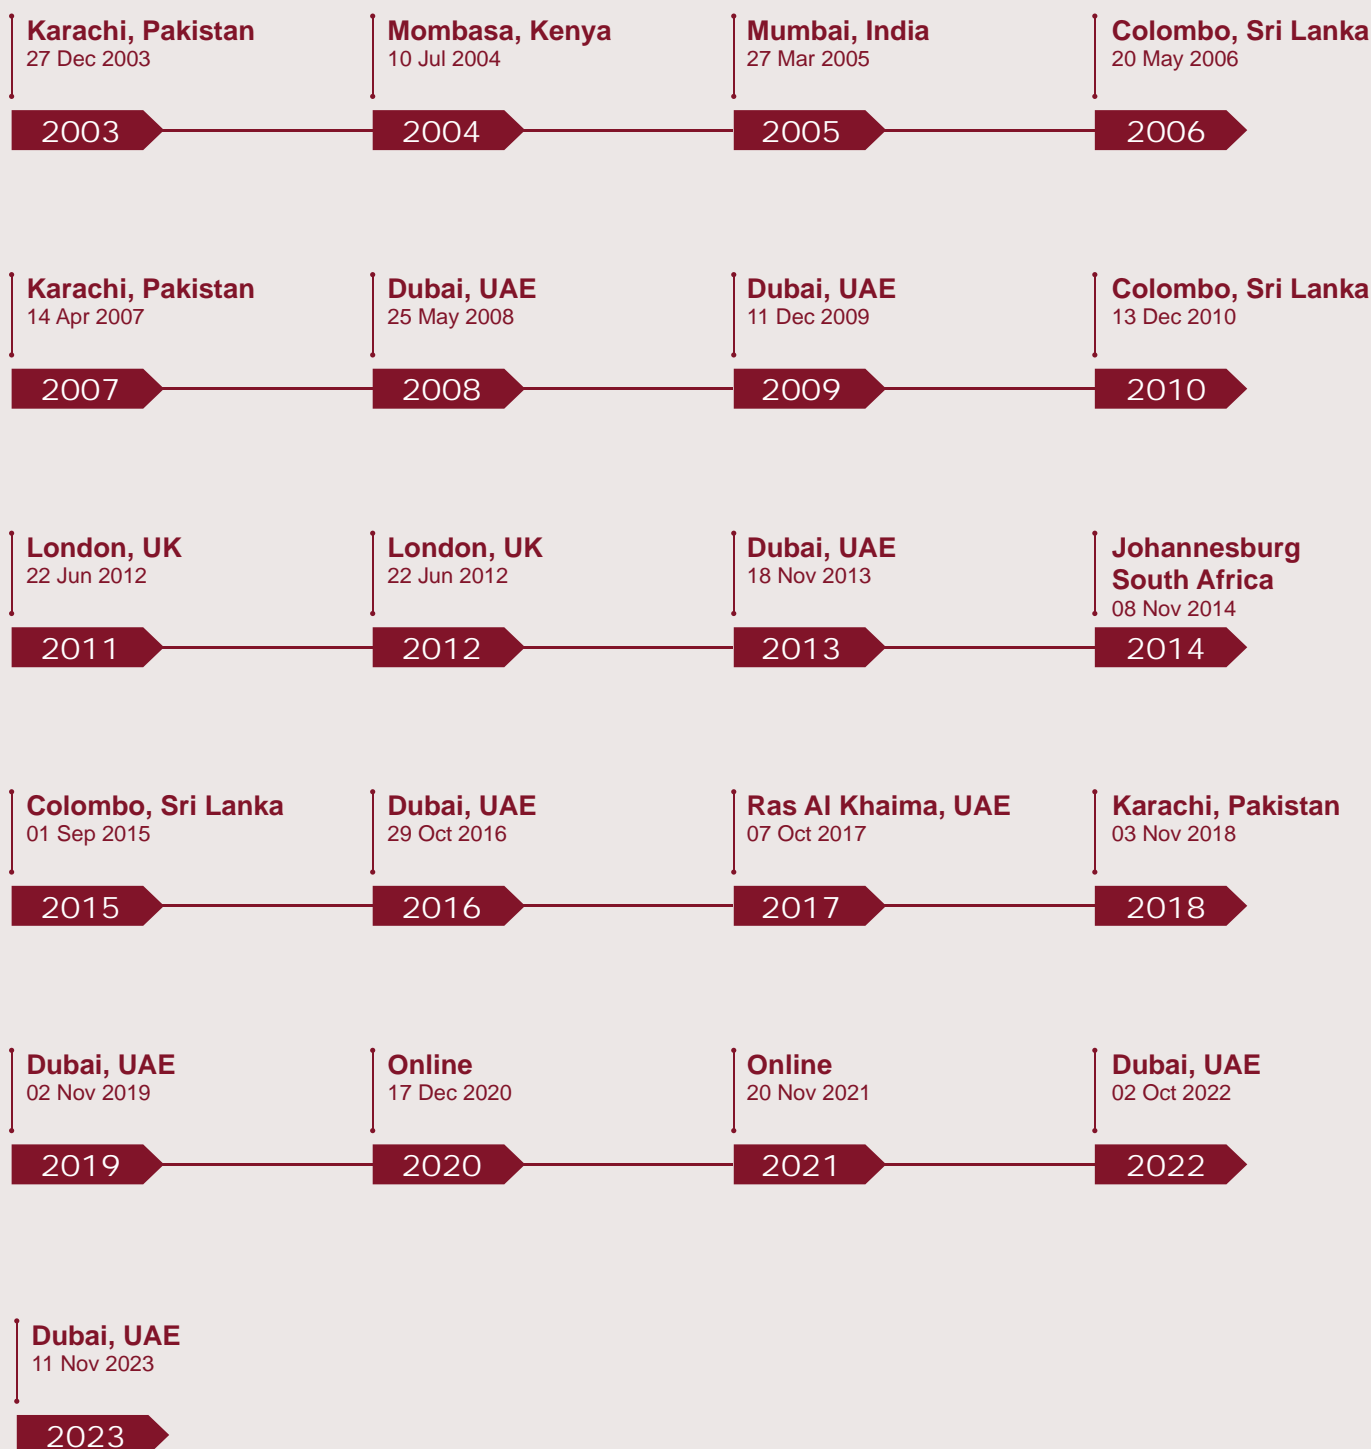 Karachi, Pakistan
27 Dec 2003
2003
Mombasa, Kenya
10 Jul 2004
2004
Mumbai, India
27 Mar 2005
2005
Colombo, Sri Lanka
20 May 2006
2006
Karachi, Pakistan
14 Apr 2007
2007
Dubai, UAE
25 May 2008
2008
Dubai, UAE
11 Dec 2009
2009
Colombo, Sri Lanka
13 Dec 2010
2010
London, UK
22 Jun 2012
2011
London, UK
22 Jun 2012
2012
Dubai, UAE
18 Nov 2013
2013
Johannesburg
South Africa
08 Nov 2014
2014
Colombo, Sri Lanka
01 Sep 2015
2015
Dubai, UAE
29 Oct 2016
2016
Ras Al Khaima, UAE
07 Oct 2017
2017
Karachi, Pakistan
03 Nov 2018
2018
Dubai, UAE
02 Nov 2019
2019
Online
17 Dec 2020
2020
Online
20 Nov 2021
2021
Dubai, UAE
02 Oct 2022
2022
Dubai, UAE
11 Nov 2023
2023